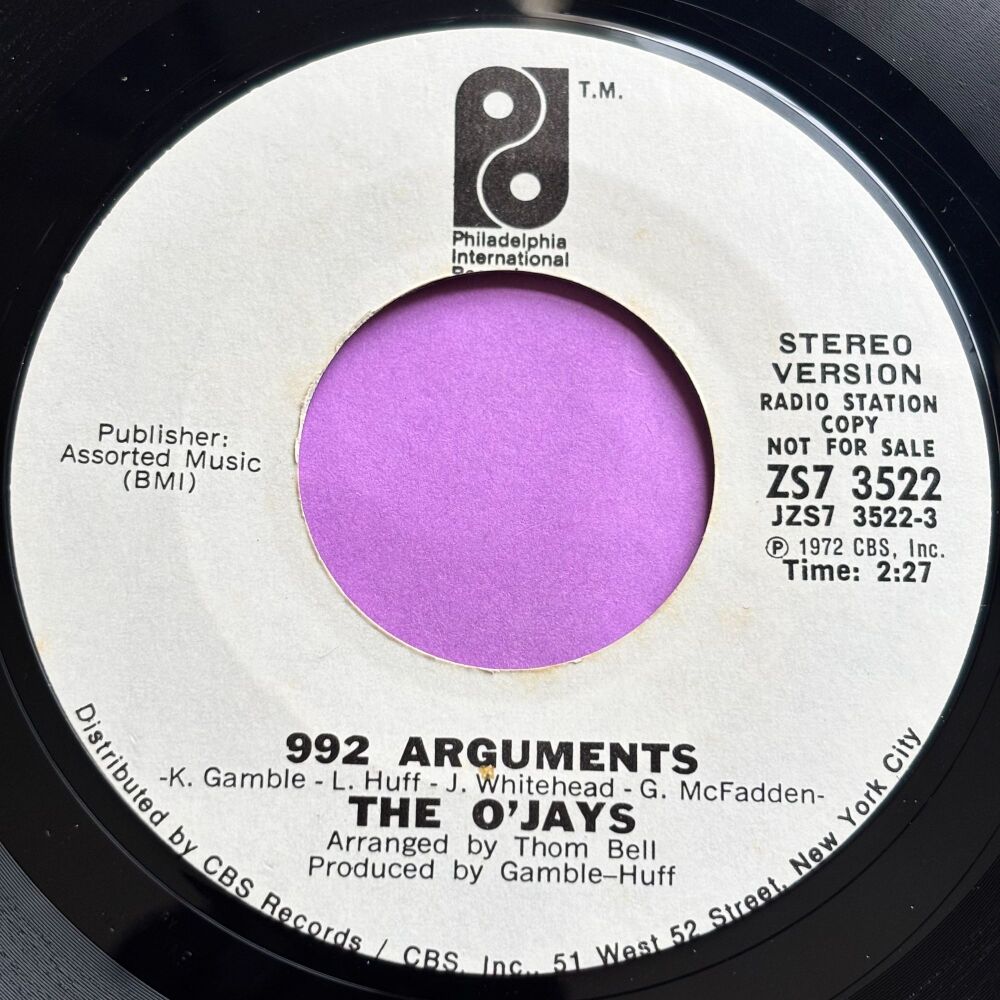 T.M.
Philadelphia
International
STEREO
VERSION
RADIO STATION
COPY
NOT FOR SALE
ZS7 3522
JZS7 3522-3
Ⓟ 1972 CBS, Inc.
Time: 2:27
Publisher:
Assorted Music
(BMI)
992 ARGUMENTS
-K. Gamble - L. Huff - J. Whitehead - G. McFadden-
THE O'JAYS
Arranged by Thom Bell
Produced by Gamble–Huff
Distributed by CBS Records / CBS, Inc., 51 West 52 Street, New York City